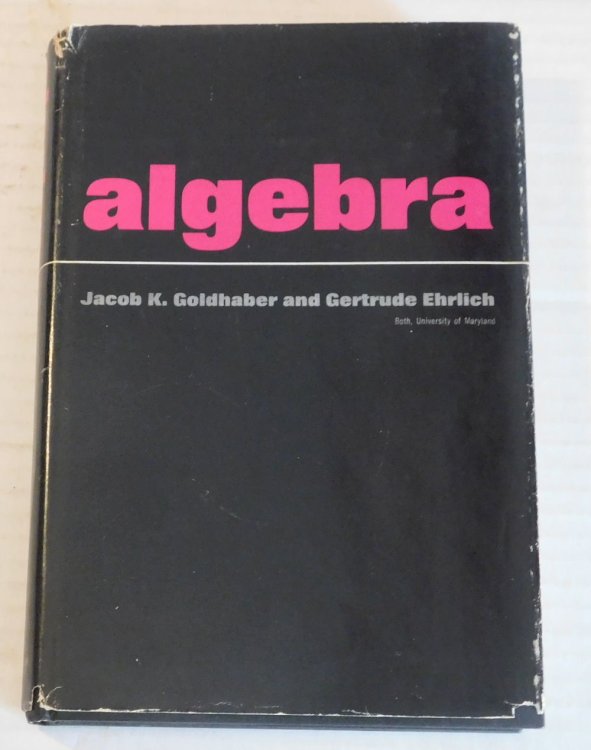 algebra
Jacob K. Goldhaber and Gertrude Ehrlich
Both, University of Maryland